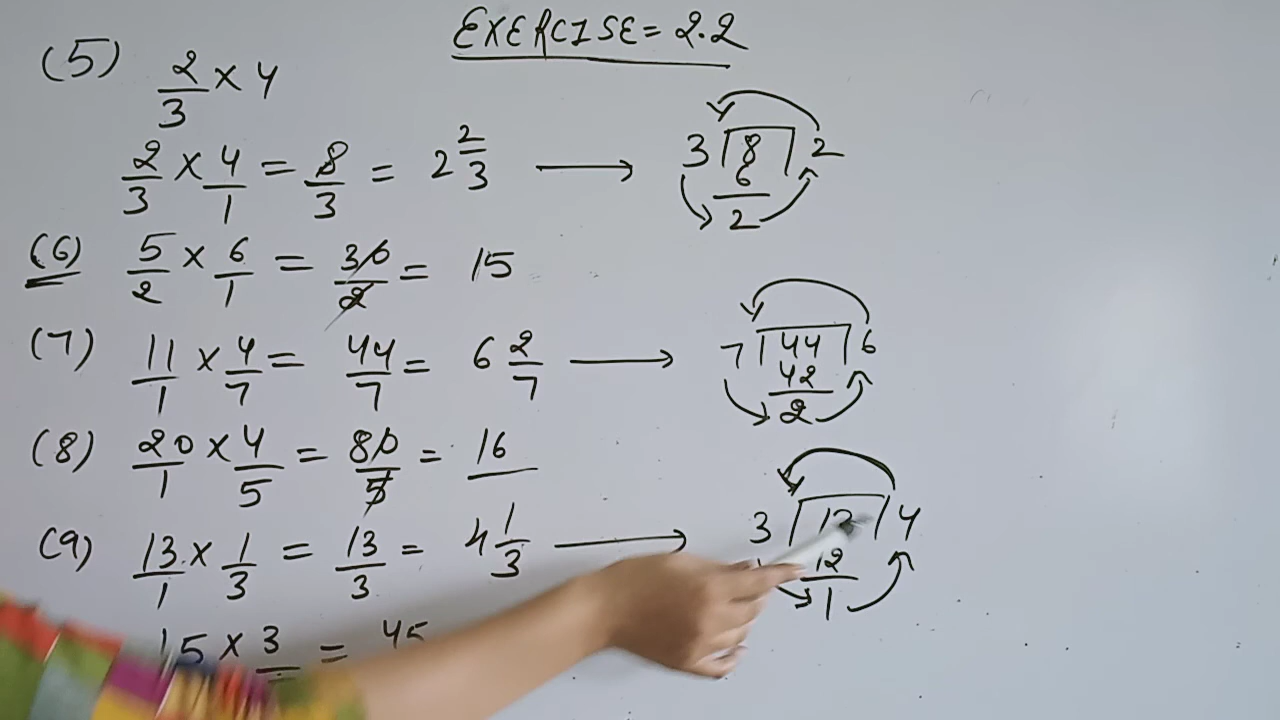 EXERCISE = 2.2
(5) 2/3 × 4
2/3 × 4/1 = 8/3 = 2 2/3 → 3 | 8 | 2
6
2
(6) 5/2 × 6/1 = 30/2 = 15
(7) 11/1 × 4/7 = 44/7 = 6 2/7 → 7 | 44 | 6
42
2
(8) 20/1 × 4/5 = 80/5 = 16
(9) 13/1 × 1/3 = 13/3 = 4 1/3 → 3 | 13 | 4
12
1
15 × 3 = 45